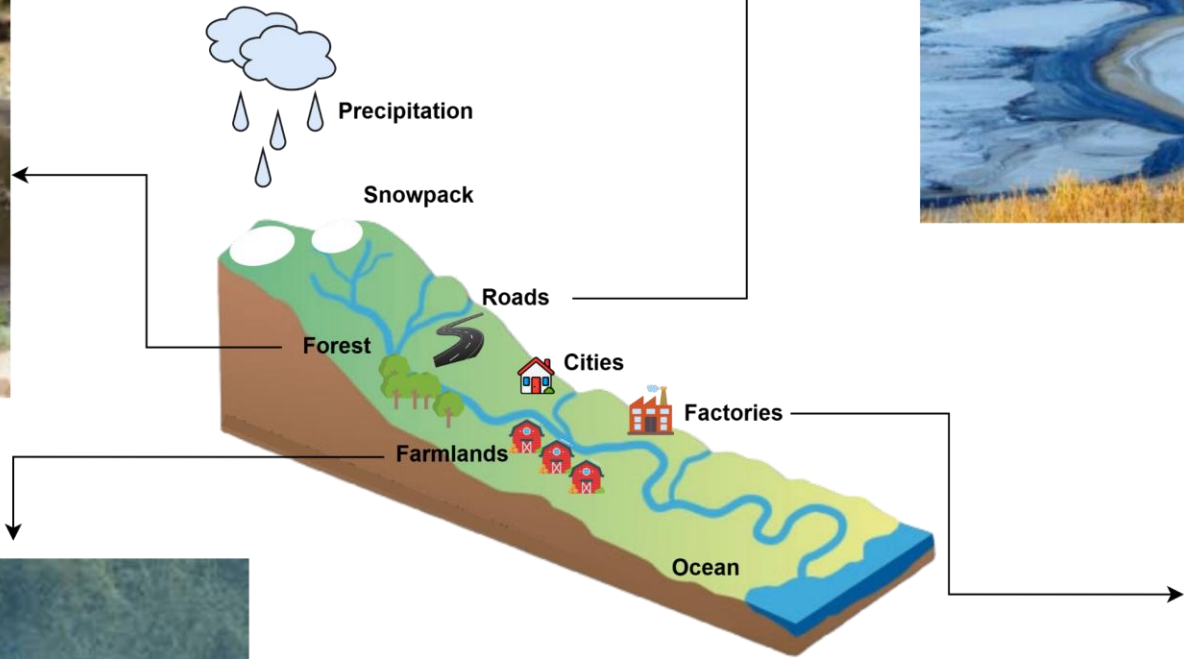 Precipitation
Snowpack
Roads
Forest
Cities
Factories
Farmlands
Ocean